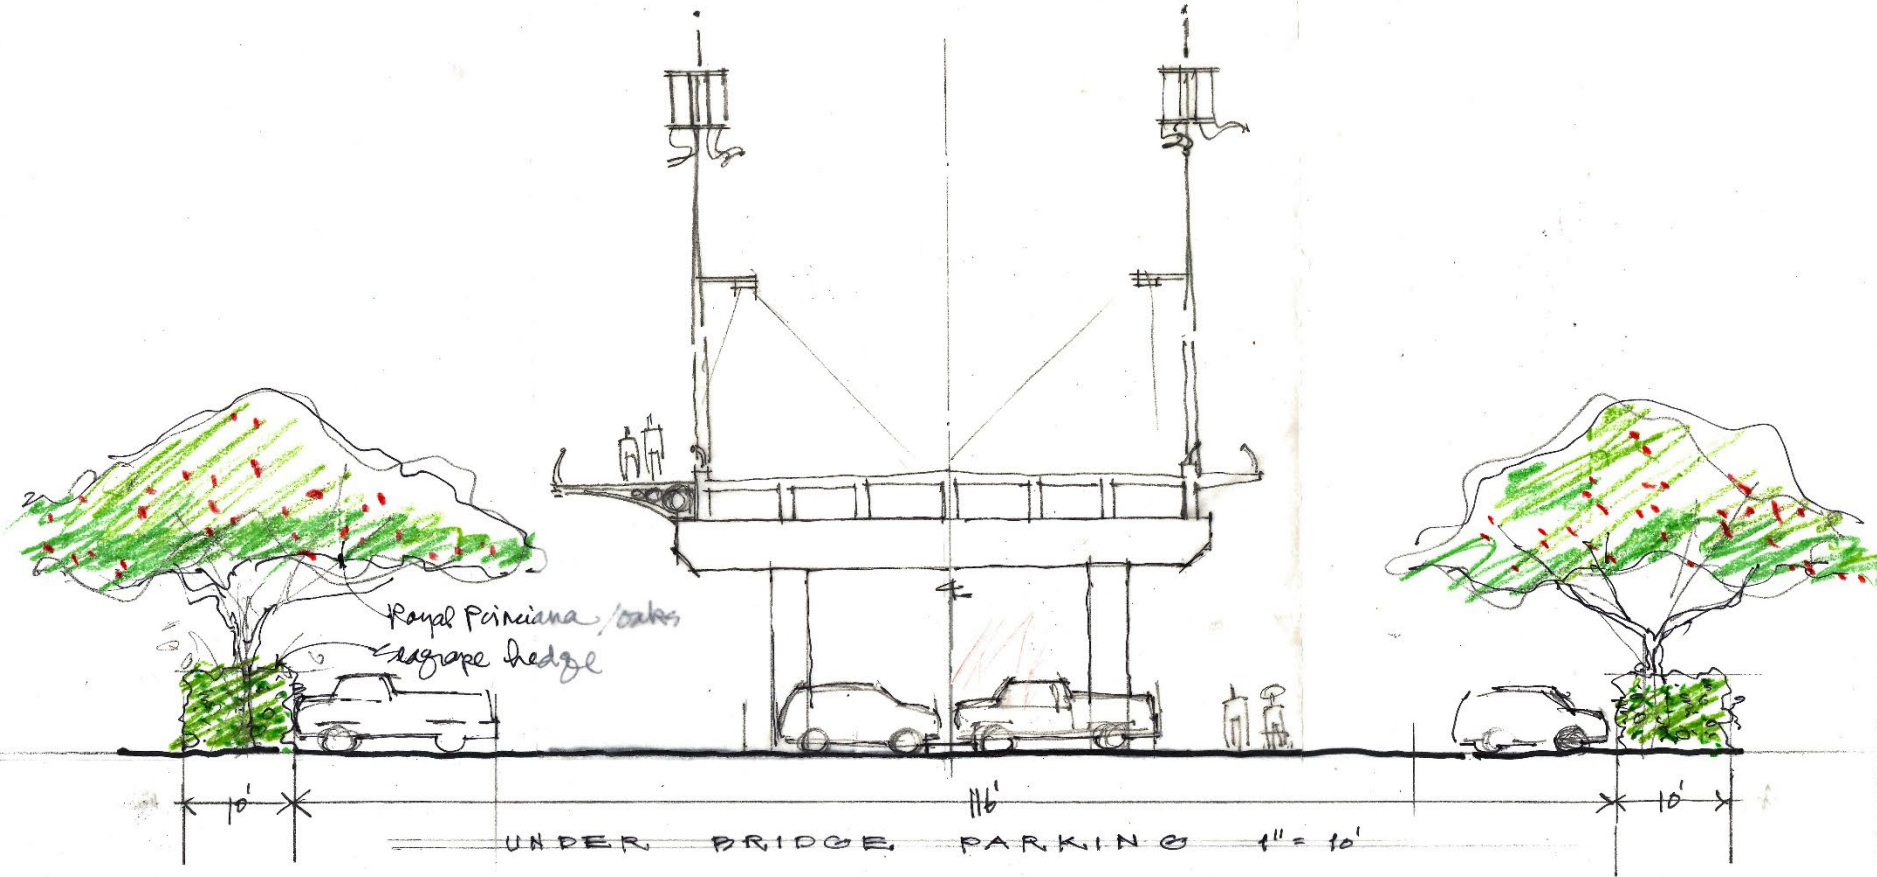 Royal Poinciana / oaks
seagrape hedge
10' 116' 10'
UNDER BRIDGE PARKING 1" = 10'